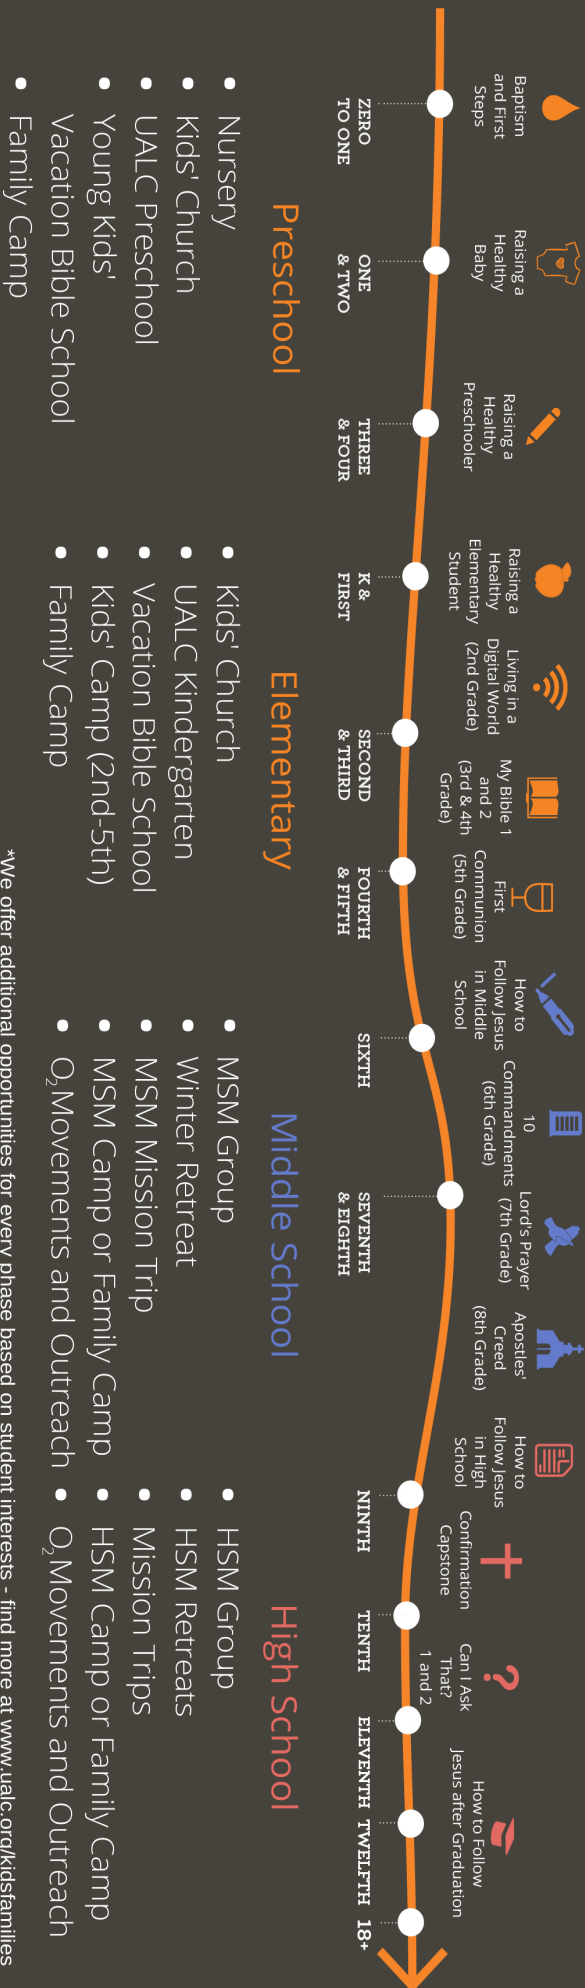 Baptism
and First
Steps
Raising a
Healthy
Baby
Raising a
Healthy
Preschooler
Raising a
Healthy
Elementary
Student
Living in a
Digital World
(2nd Grade)
My Bible 1
and 2
(3rd & 4th
Grade)
First
Communion
(5th Grade)
How to
Follow Jesus
in Middle
School
10
Commandments
(6th Grade)
Lord's Prayer
(7th Grade)
Apostles'
Creed
(8th Grade)
How to
Follow Jesus
in High
School
Confirmation
Capstone
Can I Ask
That?
1 and 2
How to Follow
Jesus after Graduation
ZERO
TO ONE
ONE
& TWO
THREE
& FOUR
K &
FIRST
SECOND
& THIRD
FOURTH
& FIFTH
SIXTH
SEVENTH
& EIGHTH
NINTH
TENTH
ELEVENTH
TWELFTH
18+
Preschool
• Nursery
• Kids' Church
• UALC Preschool
• Young Kids'
Vacation Bible School
• Family Camp
Elementary
• Kids' Church
• UALC Kindergarten
• Vacation Bible School
• Kids' Camp (2nd-5th)
• Family Camp
Middle School
• MSM Group
• Winter Retreat
• MSM Mission Trip
• MSM Camp or Family Camp
• O₂Movements and Outreach
High School
• HSM Group
• HSM Retreats
• Mission Trips
• HSM Camp or Family Camp
• O₂Movements and Outreach
*We offer additional opportunities for every phase based on student interests - find more at www.ualc.org/kidsfamilies